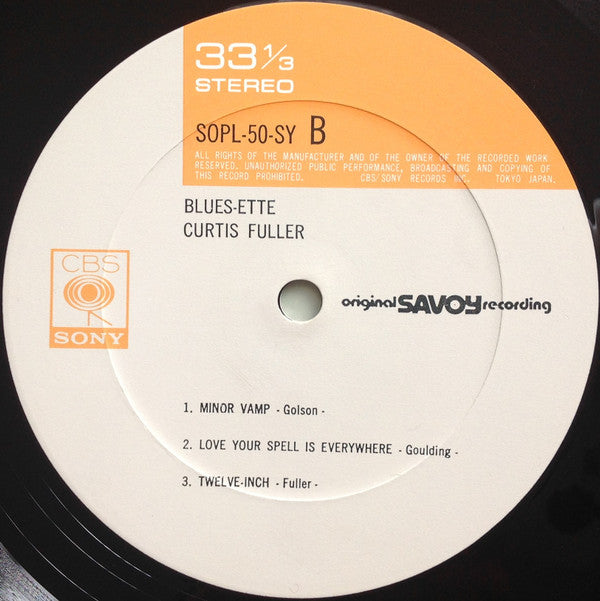 33 1/3
STEREO
SOPL-50-SY B
ALL RIGHTS OF THE MANUFACTURER AND OF THE OWNER OF THE RECORDED WORK
RESERVED. UNAUTHORIZED PUBLIC PERFORMANCE, BROADCASTING AND COPYING OF
THIS RECORD PROHIBITED. CBS/SONY RECORDS INC. TOKYO JAPAN.
BLUES-ETTE
CURTIS FULLER
CBS
SONY
original SAVOY recording
1. MINOR VAMP - Golson -
2. LOVE YOUR SPELL IS EVERYWHERE - Goulding -
3. TWELVE-INCH - Fuller -